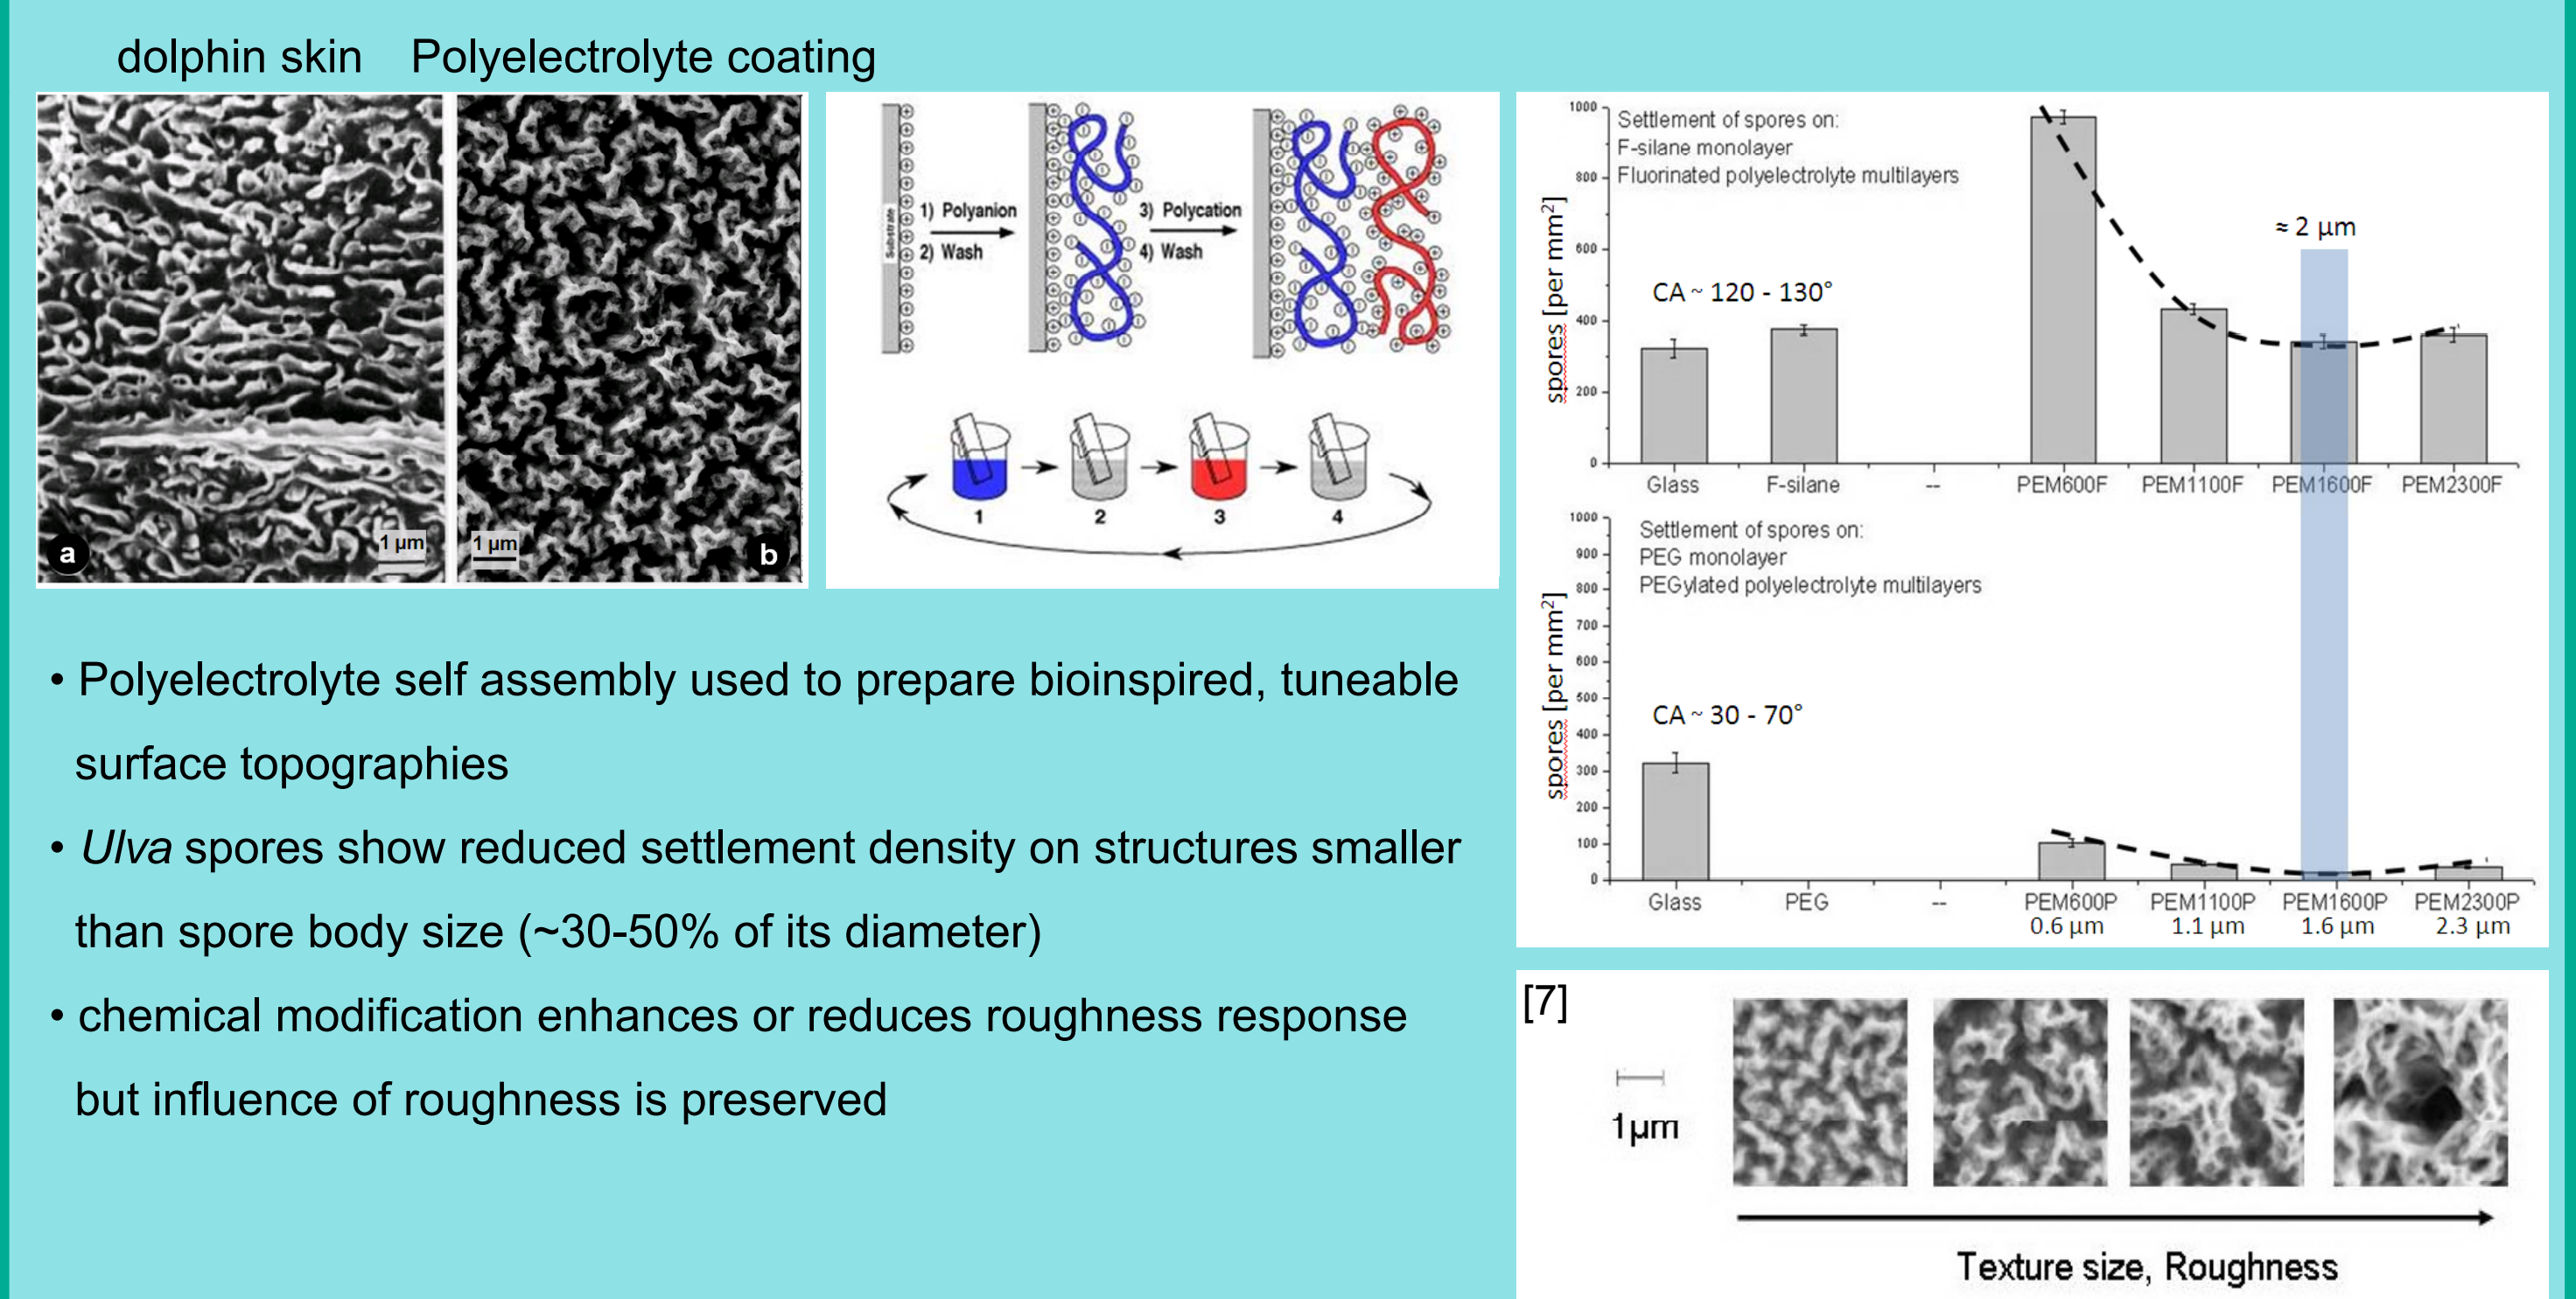 dolphin skin Polyelectrolyte coating
a
1 µm
1 µm
b
Substrate
1) Polyanion
2) Wash
3) Polycation
4) Wash
1 2 3 4
• Polyelectrolyte self assembly used to prepare bioinspired, tuneable
surface topographies
• Ulva spores show reduced settlement density on structures smaller
than spore body size (~30-50% of its diameter)
• chemical modification enhances or reduces roughness response
but influence of roughness is preserved
spores [per mm²]
1000
800
600
400
200
0
Settlement of spores on:
F-silane monolayer
Fluorinated polyelectrolyte multilayers
≈ 2 µm
CA ~ 120 - 130°
Glass F-silane -- PEM600F PEM1100F PEM1600F PEM2300F
spores [per mm²]
1000
900
800
700
600
500
400
300
200
100
0
Settlement of spores on:
PEG monolayer
PEGylated polyelectrolyte multilayers
CA ~ 30 - 70°
Glass PEG -- PEM600P PEM1100P PEM1600P PEM2300P
0.6 µm 1.1 µm 1.6 µm 2.3 µm
[7]
1µm
Texture size, Roughness